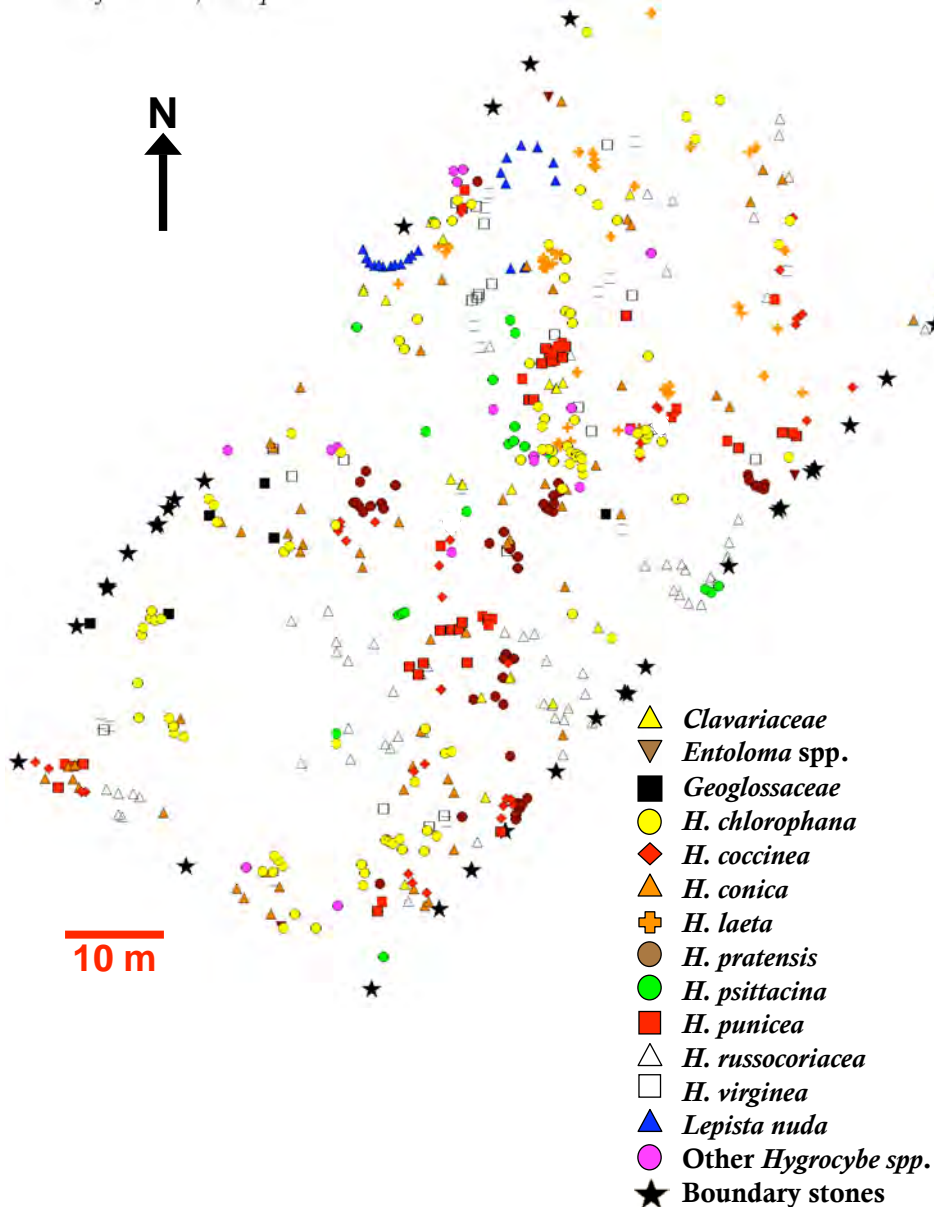 N
Clavariaceae
Entoloma spp.
Geoglossaceae
H. chlorophana
H. coccinea
H. conica
H. laeta
H. pratensis
H. psittacina
H. punicea
H. russocoriacea
H. virginea
Lepista nuda
Other Hygrocybe spp.
Boundary stones
10 m